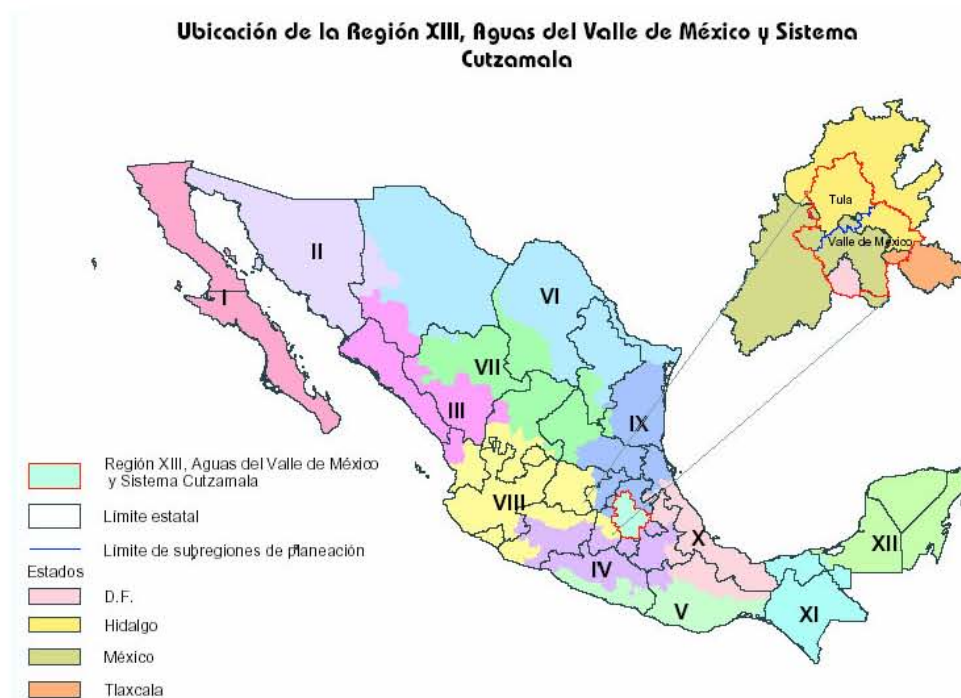 Ubicación de la Región XIII, Aguas del Valle de México y Sistema
Cutzamala
Tula
Valle de México
I
II
III
VI
VII
IX
VIII
IV
X
V
XI
XII
Región XIII, Aguas del Valle de México
y Sistema Cutzamala
Límite estatal
Límite de subregiones de planeación
Estados
D.F.
Hidalgo
México
Tlaxcala